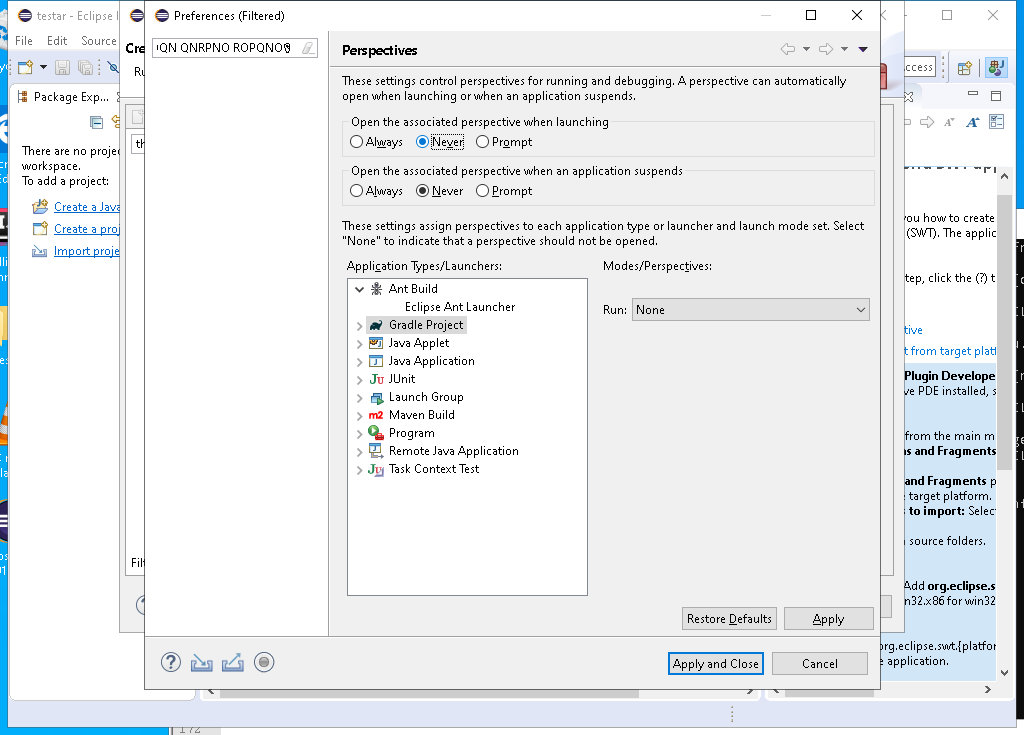 testar - Eclipse I
Preferences (Filtered)
File Edit Source
Cre
QN QNRPNO ROPQNO
Perspectives
Ru
ccess
These settings control perspectives for running and debugging. A perspective can automatically
open when launching or when an application suspends.
Package Exp...
Open the associated perspective when launching
Always Never Prompt
There are no projec
workspace.
To add a project:
th
Open the associated perspective when an application suspends
Always Never Prompt
Create a Java
Create a proj
Import proje
These settings assign perspectives to each application type or launcher and launch mode set. Select
"None" to indicate that a perspective should not be opened.
you how to create
(SWT). The applic
Application Types/Launchers:
Modes/Perspectives:
tep, click the (?) t
Ant Build
Eclipse Ant Launcher
Run: None
Gradle Project
Java Applet
Java Application
JUnit
Launch Group
Maven Build
Program
Remote Java Application
Task Context Test
tive
t from target platf
Plugin Develope
ve PDE installed, s
from the main m
s and Fragments
and Fragments p
e target platform.
s to import: Selec
source folders.
Filt
Add org.eclipse.s
n32.x86 for win32
Restore Defaults Apply
org.eclipse.swt.{platfor
e application.
Apply and Close Cancel
172